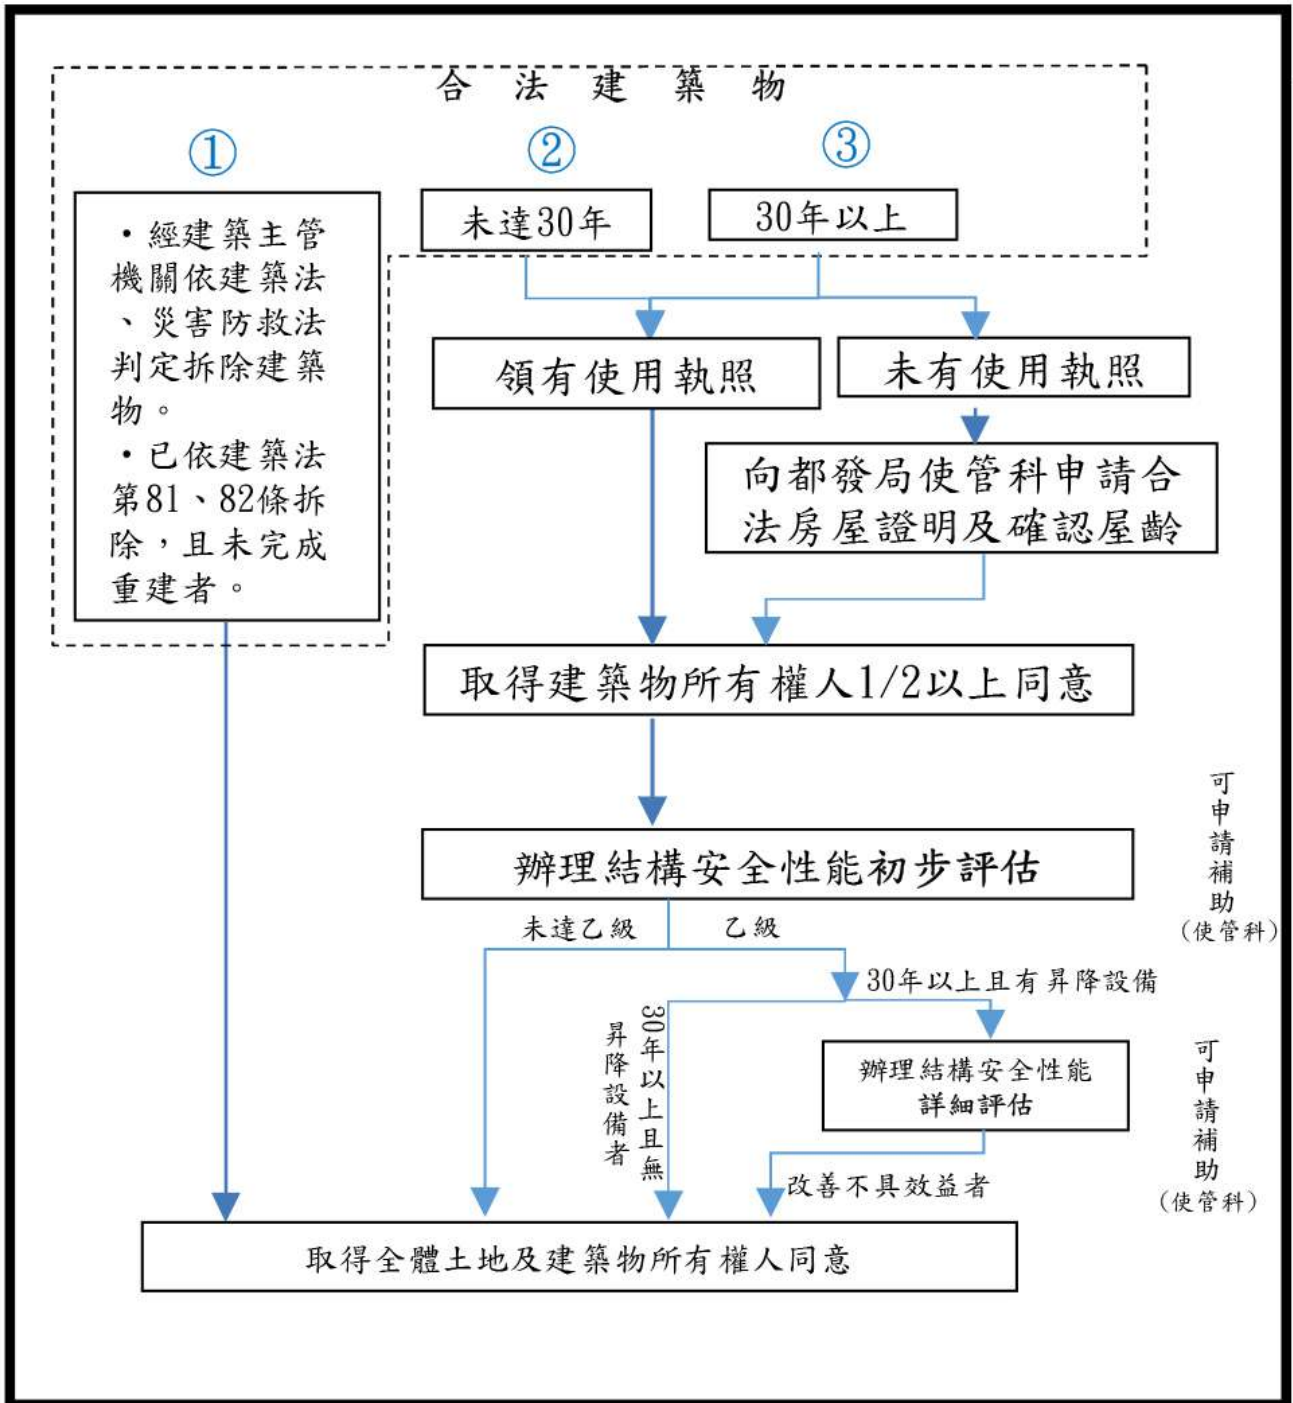 合法建築物
①
②
③
・經建築主管
機關依建築法
、災害防救法
判定拆除建築
物。
・已依建築法
第81、82條拆
除，且未完成
重建者。
未達30年
30年以上
領有使用執照
未有使用執照
向都發局使管科申請合
法房屋證明及確認屋齡
取得建築物所有權人1/2以上同意
辦理結構安全性能初步評估
可申請補助
(使管科)
未達乙級
乙級
30年以上且有昇降設備
30年以上且無
昇降設備者
辦理結構安全性能
詳細評估
可申請補助
(使管科)
改善不具效益者
取得全體土地及建築物所有權人同意